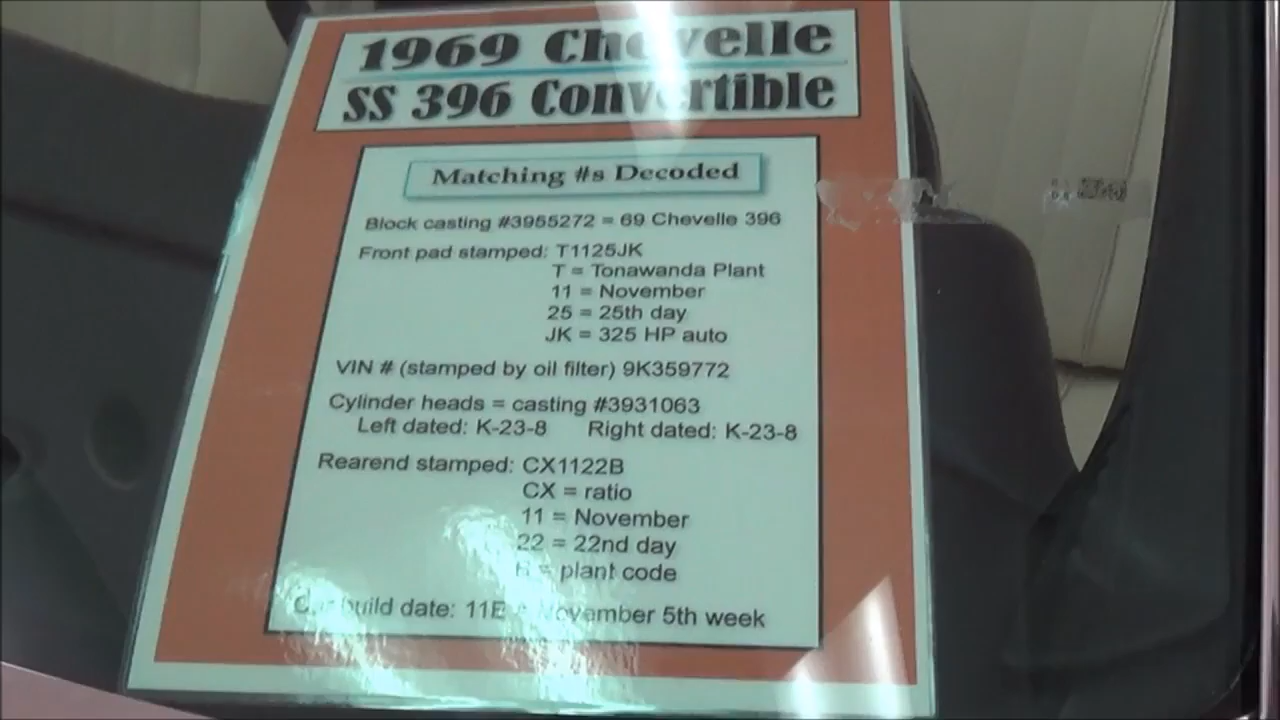 1969 Chevelle
SS 396 Convertible
Matching #s Decoded
Block casting #3955272 = 69 Chevelle 396
Front pad stamped: T1125JK
T = Tonawanda Plant
11 = November
25 = 25th day
JK = 325 HP auto
VIN # (stamped by oil filter) 9K359772
Cylinder heads = casting #3931063
Left dated: K-23-8 Right dated: K-23-8
Rearend stamped: CX1122B
CX = ratio
11 = November
22 = 22nd day
B = plant code
Car build date: 11E = November 5th week